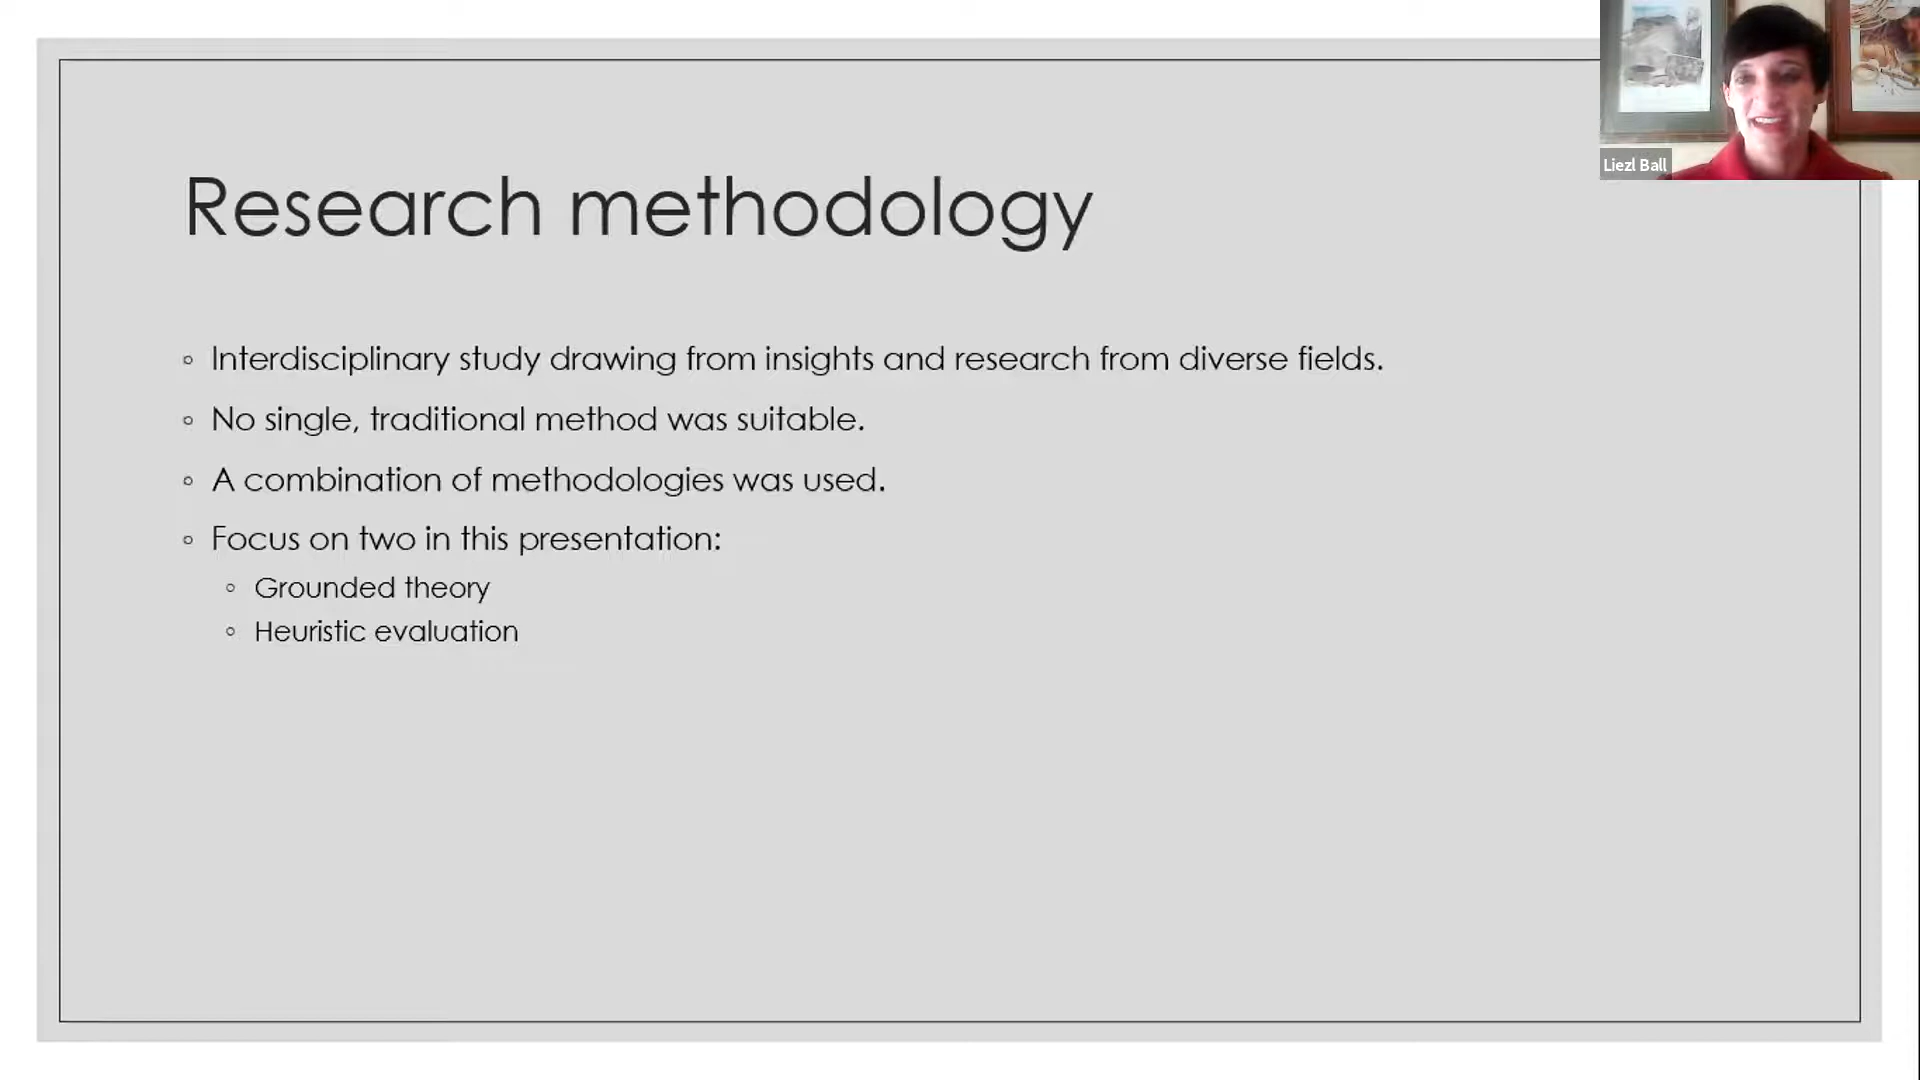 Liezl Ball
Research methodology
Interdisciplinary study drawing from insights and research from diverse fields.
No single, traditional method was suitable.
A combination of methodologies was used.
Focus on two in this presentation:
Grounded theory
Heuristic evaluation